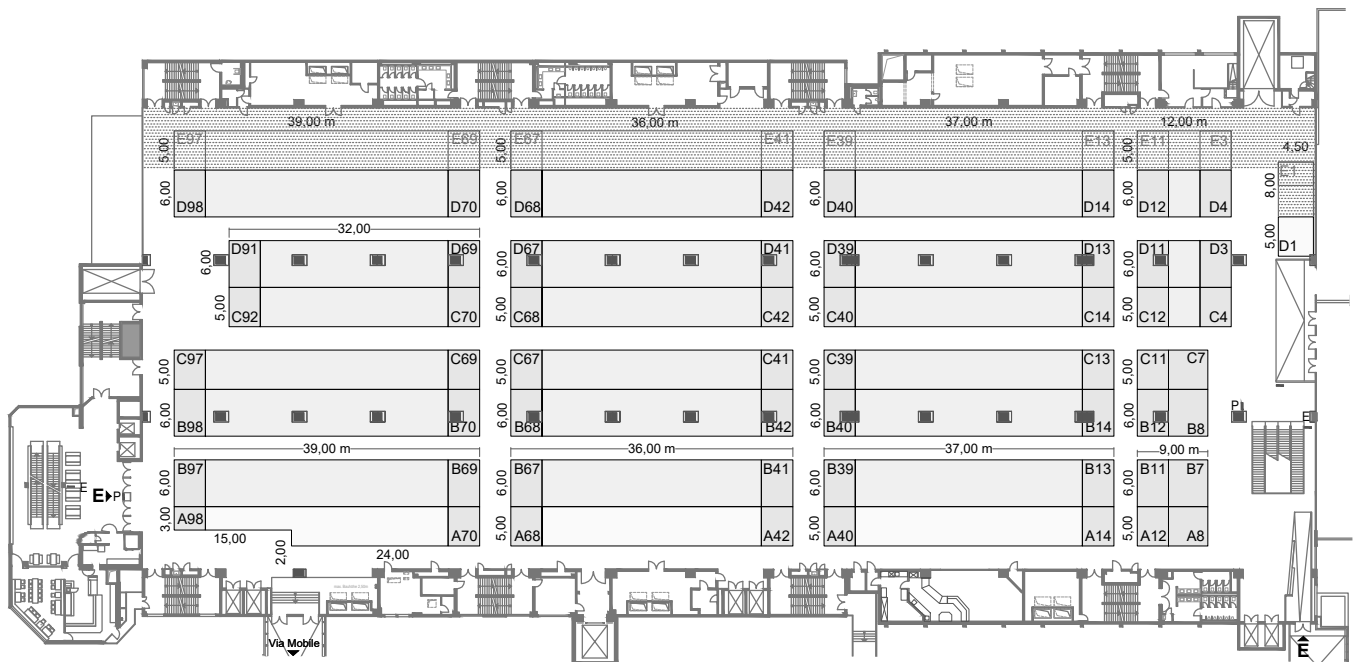 39,00 m 36,00 m 37,00 m 12,00 m
5,00 E97 E69 5,00 E67 E41 E39 E13 5,00 E11 E3 4,50
E1
6,00 D98 D70 6,00 D68 D42 6,00 D40 D14 6,00 D12 D4 8,00
32,00
6,00 D91 D69 6,00 D67 D41 6,00 D39 D13 6,00 D11 D3 5,00 D1
5,00 C92 C70 5,00 C68 C42 5,00 C40 C14 5,00 C12 C4
5,00 C97 C69 5,00 C67 C41 5,00 C39 C13 5,00 C11 C7
6,00 B98 B70 6,00 B68 B42 6,00 B40 B14 6,00 B12 B8
P E
39,00 m 36,00 m 37,00 m 9,00 m
6,00 B97 B69 6,00 B67 B41 6,00 B39 B13 6,00 B11 B7
E E P
3,00 A98 A70 5,00 A68 A42 5,00 A40 A14 5,00 A12 A8
15,00 2,00 24,00
Via Mobile
E